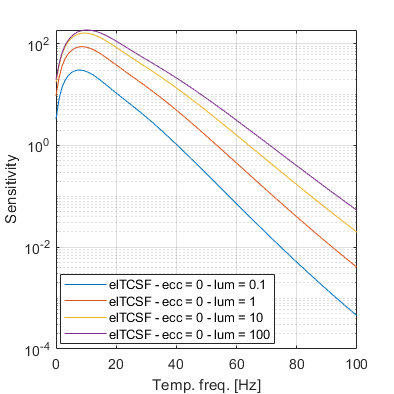 10^2
10^0
10^-2
10^-4
Sensitivity
elTCSF - ecc = 0 - lum = 0.1
elTCSF - ecc = 0 - lum = 1
elTCSF - ecc = 0 - lum = 10
elTCSF - ecc = 0 - lum = 100
0 20 40 60 80 100
Temp. freq. [Hz]